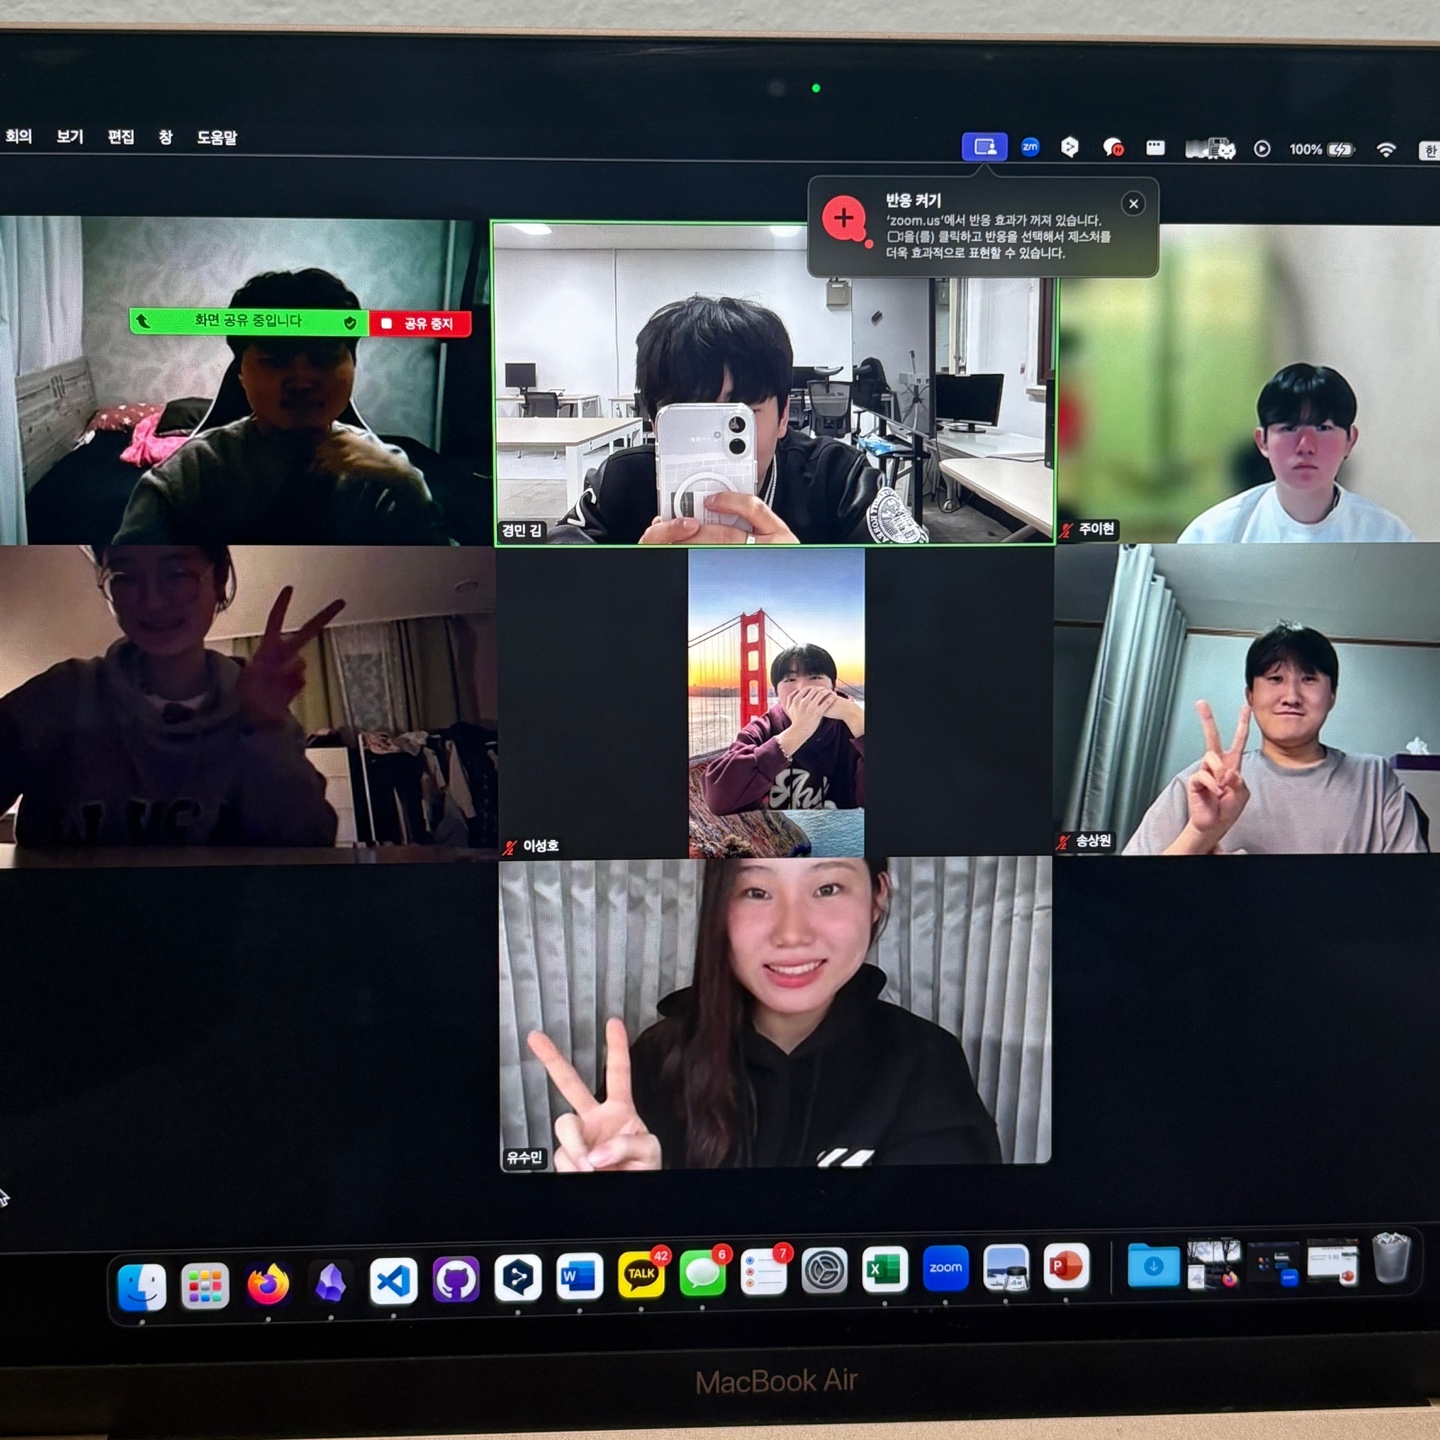 회의 보기 편집 창 도움말
zm
100%
한
반응 켜기
'zoom.us'에서 반응 효과가 꺼져 있습니다.
을(를) 클릭하고 반응을 선택해서 제스처를
더욱 효과적으로 표현할 수 있습니다.
화면 공유 중입니다
공유 중지
경민 김
주이현
이성호
송상원
유수민
W
TALK
42
6
7
X
zoom
P
MacBook Air